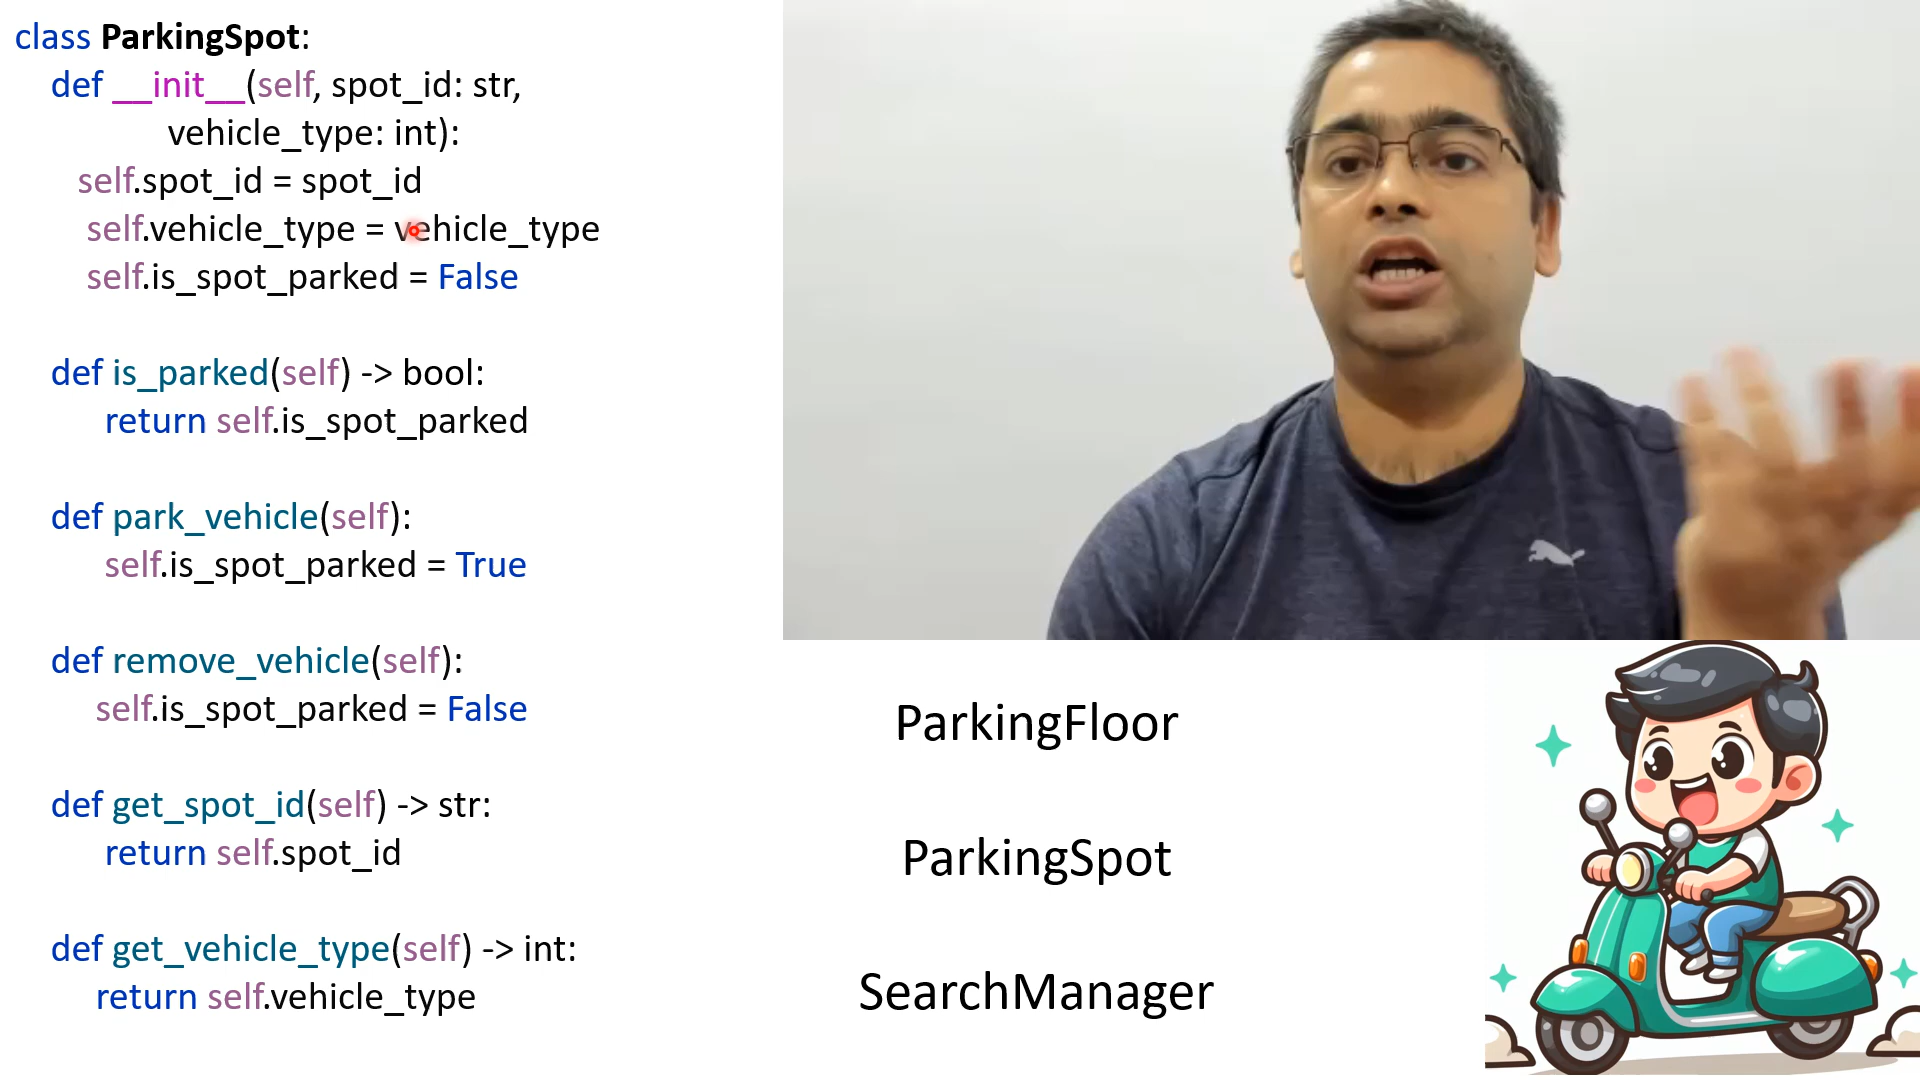 class ParkingSpot:
def __init__(self, spot_id: str,
vehicle_type: int):
self.spot_id = spot_id
self.vehicle_type = vehicle_type
self.is_spot_parked = False
def is_parked(self) -> bool:
return self.is_spot_parked
def park_vehicle(self):
self.is_spot_parked = True
def remove_vehicle(self):
self.is_spot_parked = False
def get_spot_id(self) -> str:
return self.spot_id
def get_vehicle_type(self) -> int:
return self.vehicle_type
ParkingFloor
ParkingSpot
SearchManager